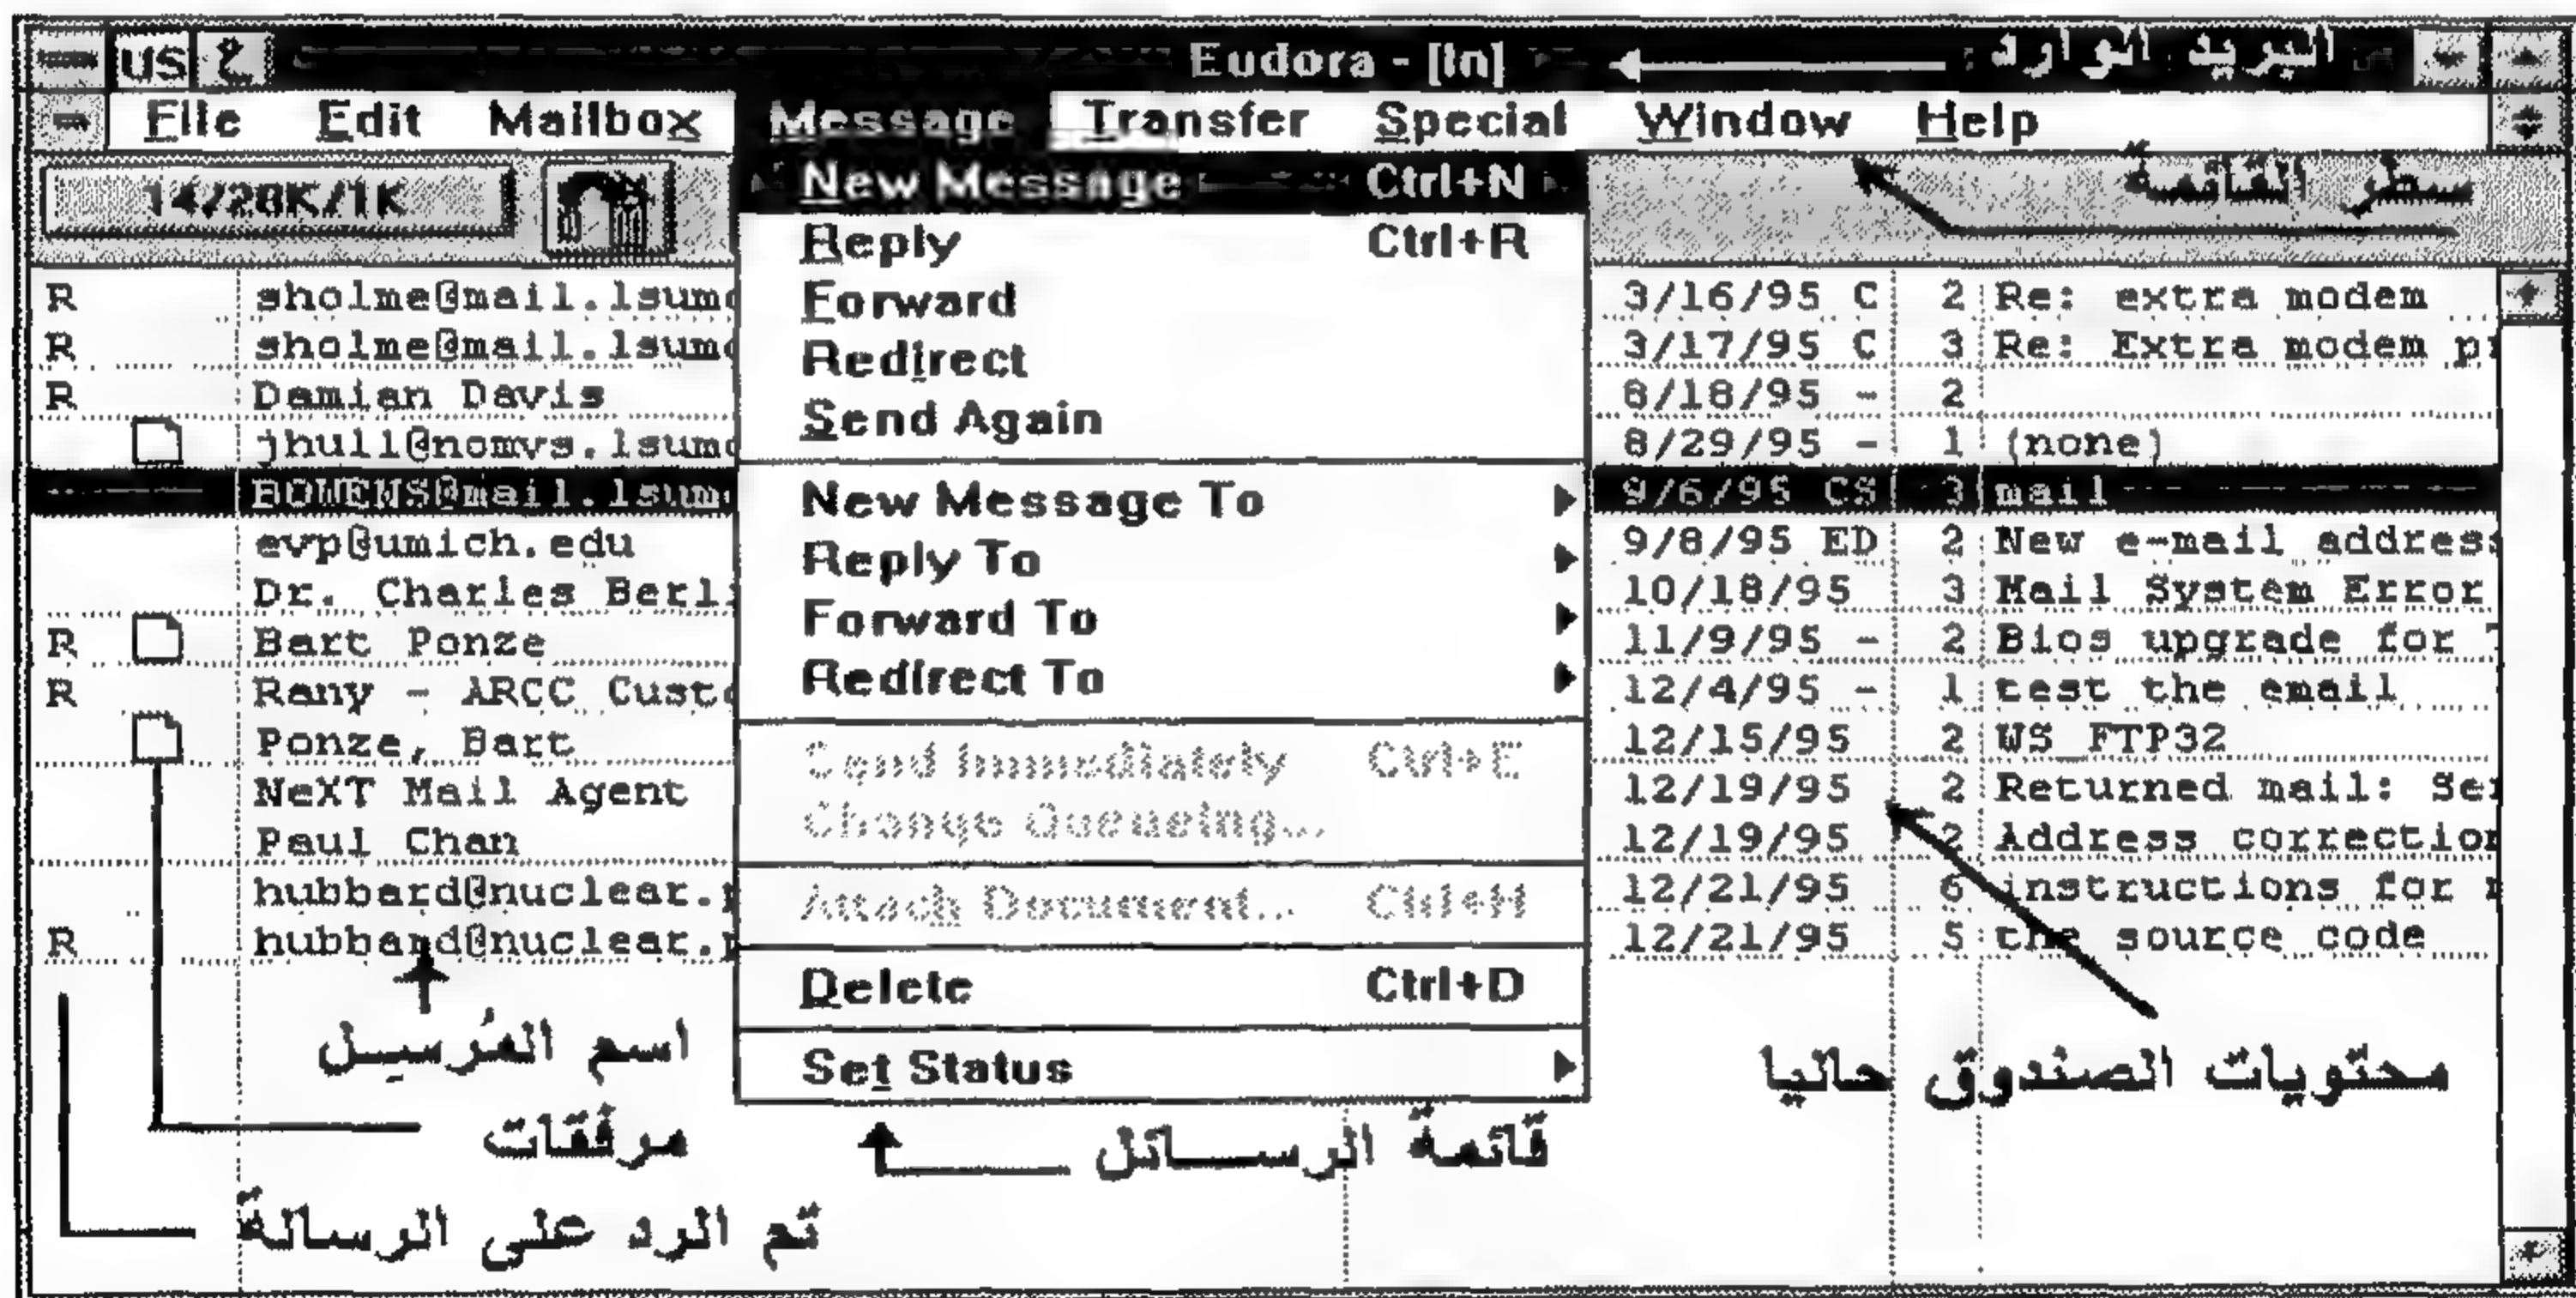 US ع Eudora - [In] البريد الوارد
File Edit Mailbox Message Transfer Special Window Help
14/28K/1K New Message Ctrl+N سطر القائمة
Reply Ctrl+R
R sholme@mail.lsumc Forward 3/16/95 C 2 Re: extra modem
R sholme@mail.lsumc Redirect 3/17/95 C 3 Re: Extra modem
R Damian Davis Send Again 8/18/95 - 2
jhull@nomvs.lsumc 8/29/95 - 1 (none)
BOWENS@mail.lsum New Message To 9/6/95 CS 3 mail
evp@umich.edu Reply To 9/8/95 ED 2 New e-mail address
Dr. Charles Berli Forward To 10/18/95 3 Mail System Error
R Bart Ponze 11/9/95 - 2 Bios upgrade for
R Rany - ARCC Custo Redirect To 12/4/95 - 1 test the email
Ponze, Bart Send Immediately Ctrl+E 12/15/95 2 WS_FTP32
NeXT Mail Agent Change Queueing... 12/19/95 2 Returned mail: Se
Paul Chan 12/19/95 2 Address correction
hubbard@nuclear.p Attach Document... Ctrl+H 12/21/95 6 instructions for
R hubbard@nuclear.p 12/21/95 5 the source code
Delete Ctrl+D
اسم المُرسِل Set Status محتويات الصندوق حاليا
مرفقات قائمة الرسائل
تم الرد على الرسالة